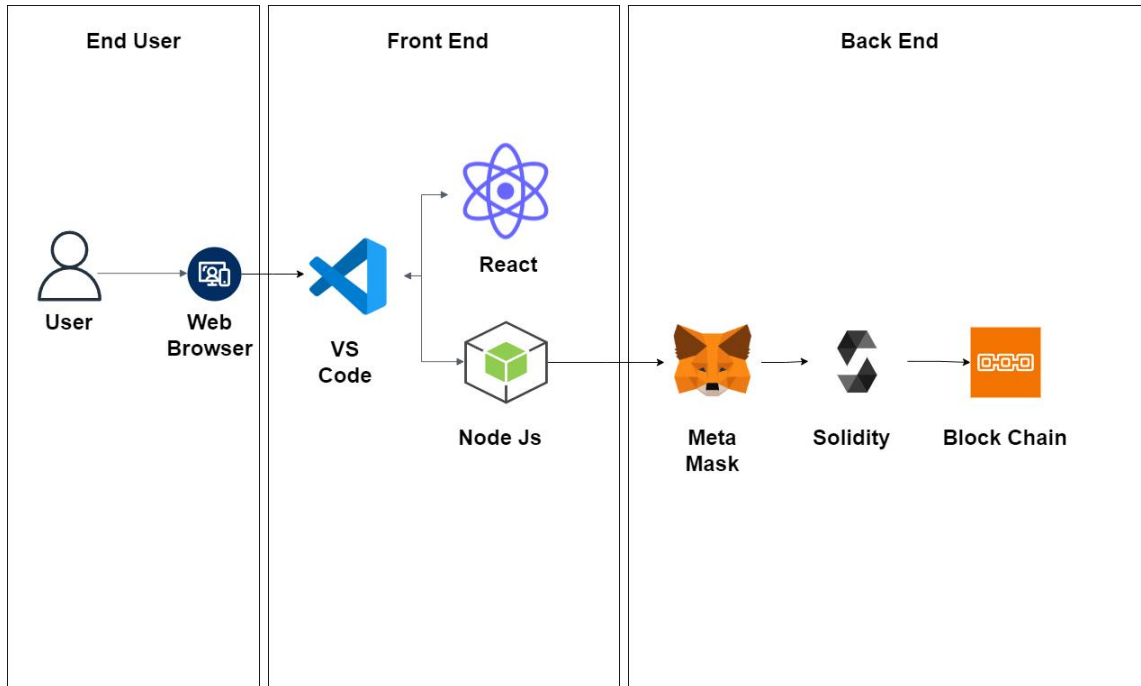 End User
Front End
Back End
User
Web
Browser
VS
Code
React
Node Js
Meta
Mask
Solidity
Block Chain